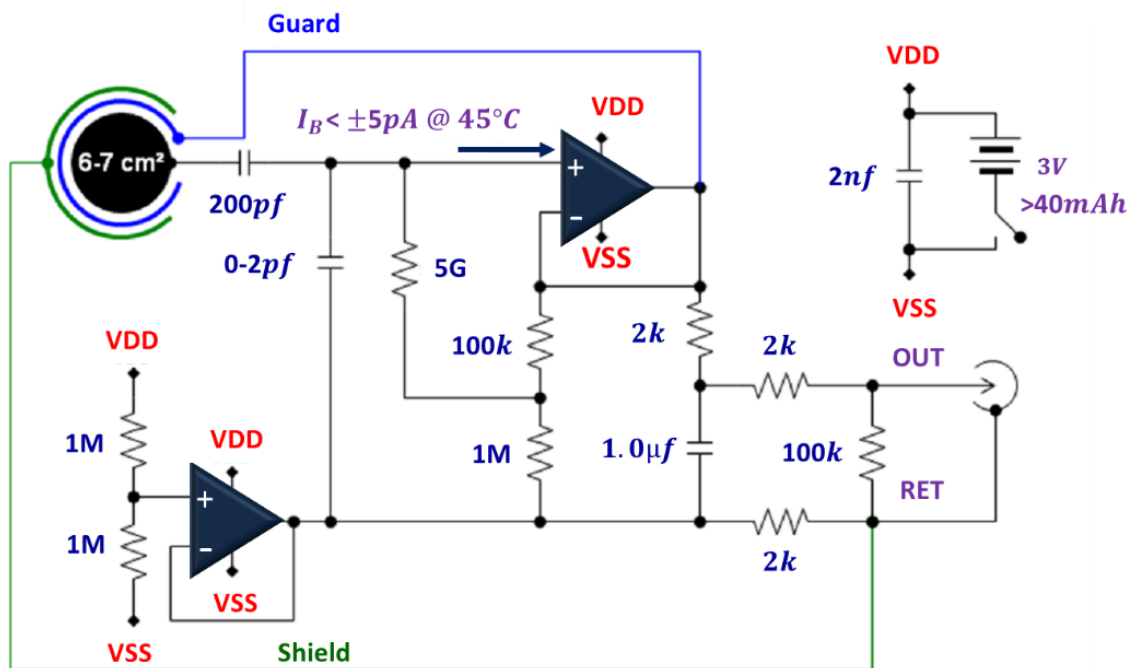 Guard
VDD
VDD
I_B < ±5pA @ 45°C
6-7 cm²
+
3V
2nf
200pf
>40mAh
-
VSS
0-2pf
5G
VSS
VDD
100k
2k
2k
OUT
1M
VDD
1M
1.0μf
100k
RET
+
1M
-
2k
VSS
VSS
Shield